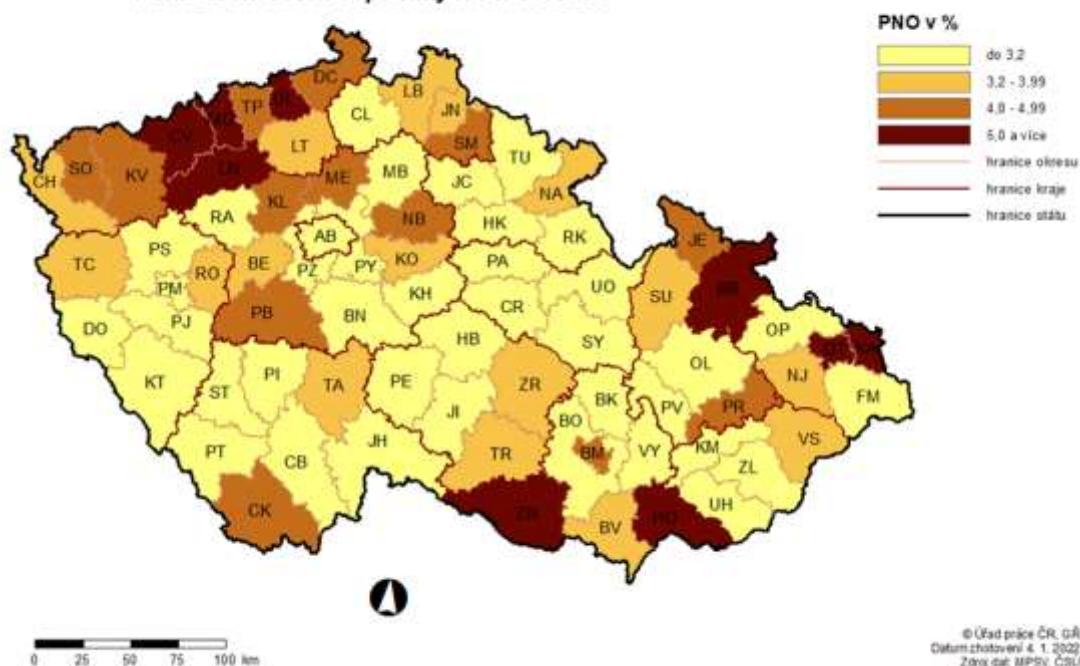 PNO v %
do 3,2
3,2 - 3,99
4,0 - 4,99
5,0 a více
hranice okresu
hranice kraje
hranice státu
DC
TP
LB
JN
CL
LT
SM
TU
SO
KV
CH
ME
MB
JC
NA
KL
RA
NB
HK
AB
RK
JE
TC
PS
RO
BE
PZ
PY
KO
PA
PM
KH
UO
SU
PB
CR
OP
DO
PJ
BN
HB
SY
OL
NJ
KT
ST
PI
TA
PE
ZR
FM
BK
PV
PR
JI
BO
PT
CB
JH
TR
BM
VY
KM
VS
ZL
CK
BV
UH
0 25 50 75 100 km
© Úřad práce ČR, GŘ
Datum zhotovení 4. 1. 2022
Zdroj dat: MPSV, ČSÚ